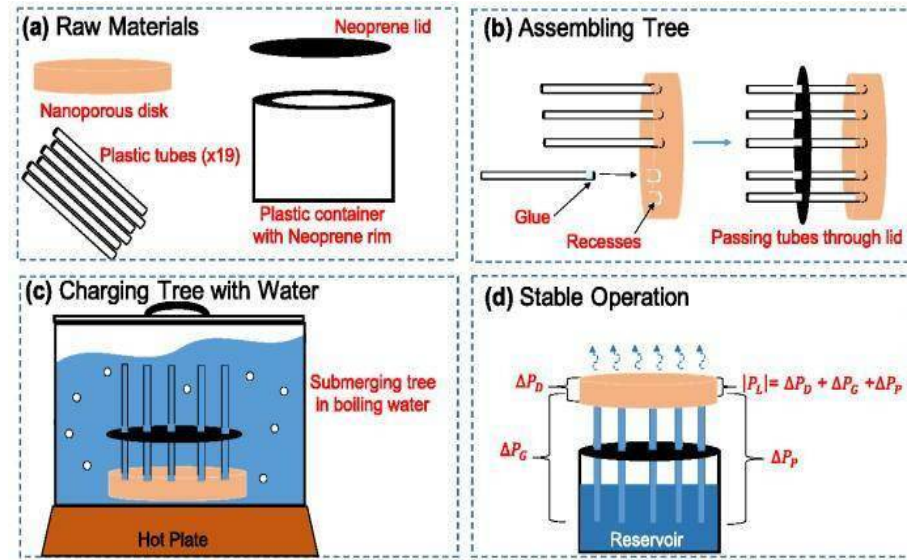 (a) Raw Materials
Neoprene lid
Nanoporous disk
Plastic tubes (x19)
Plastic container
with Neoprene rim
(b) Assembling Tree
Glue
Recesses
Passing tubes through lid
(c) Charging Tree with Water
Submerging tree
in boiling water
Hot Plate
(d) Stable Operation
ΔP_D
|P_L|= ΔP_D + ΔP_G +ΔP_P
ΔP_G
ΔP_P
Reservoir